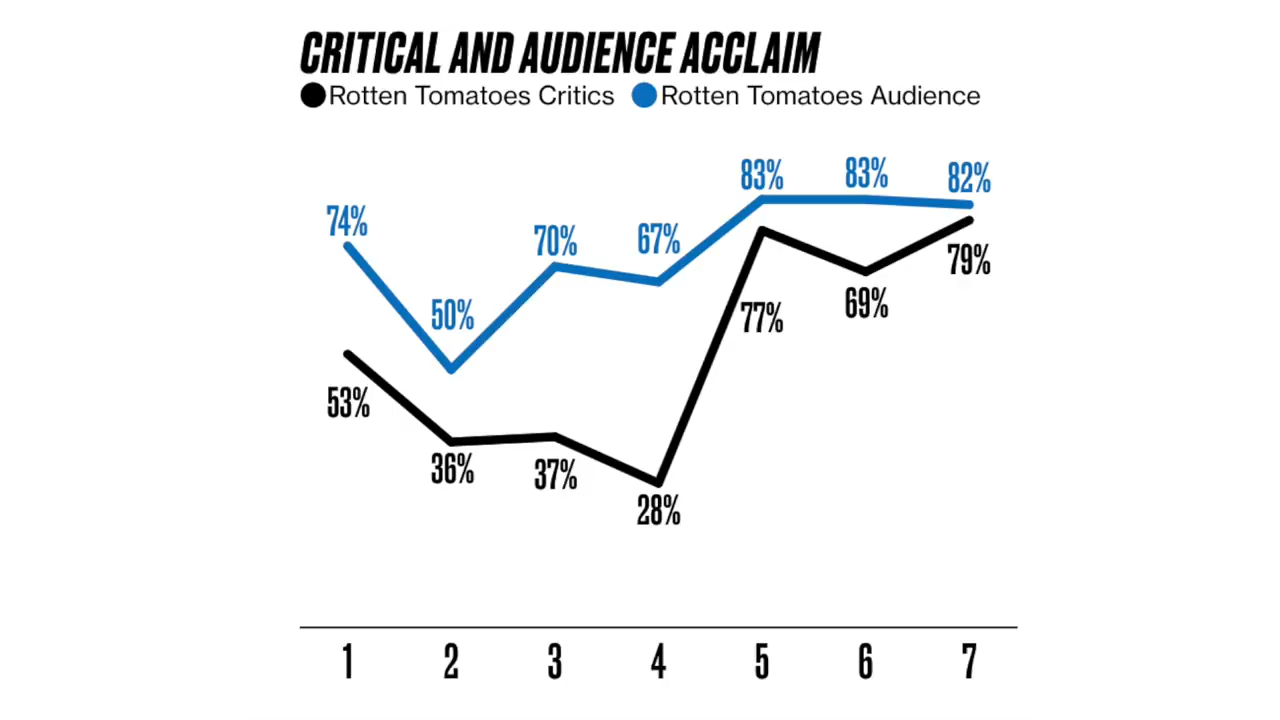 CRITICAL AND AUDIENCE ACCLAIM
Rotten Tomatoes Critics Rotten Tomatoes Audience
74% 50% 70% 67% 83% 83% 82%
53% 36% 37% 28% 77% 69% 79%
1 2 3 4 5 6 7